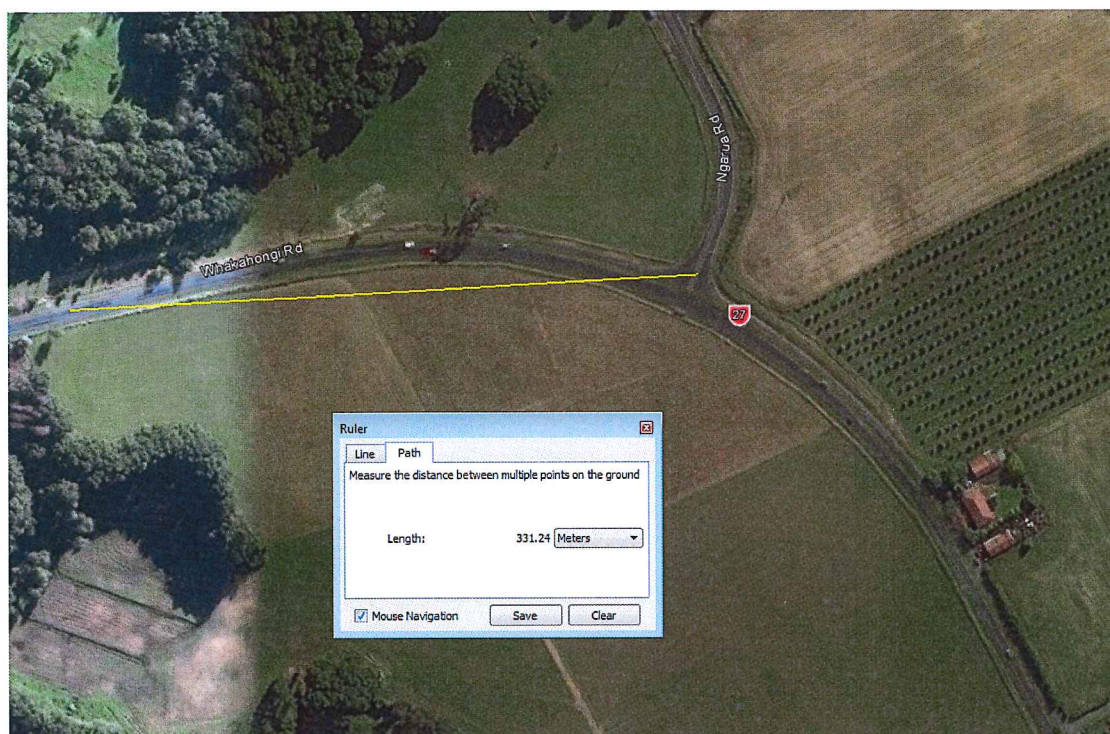 Ngarua Rd
Whakahongi Rd
27
Ruler
Line Path
Measure the distance between multiple points on the ground
Length: 331.24 Meters
Mouse Navigation Save Clear